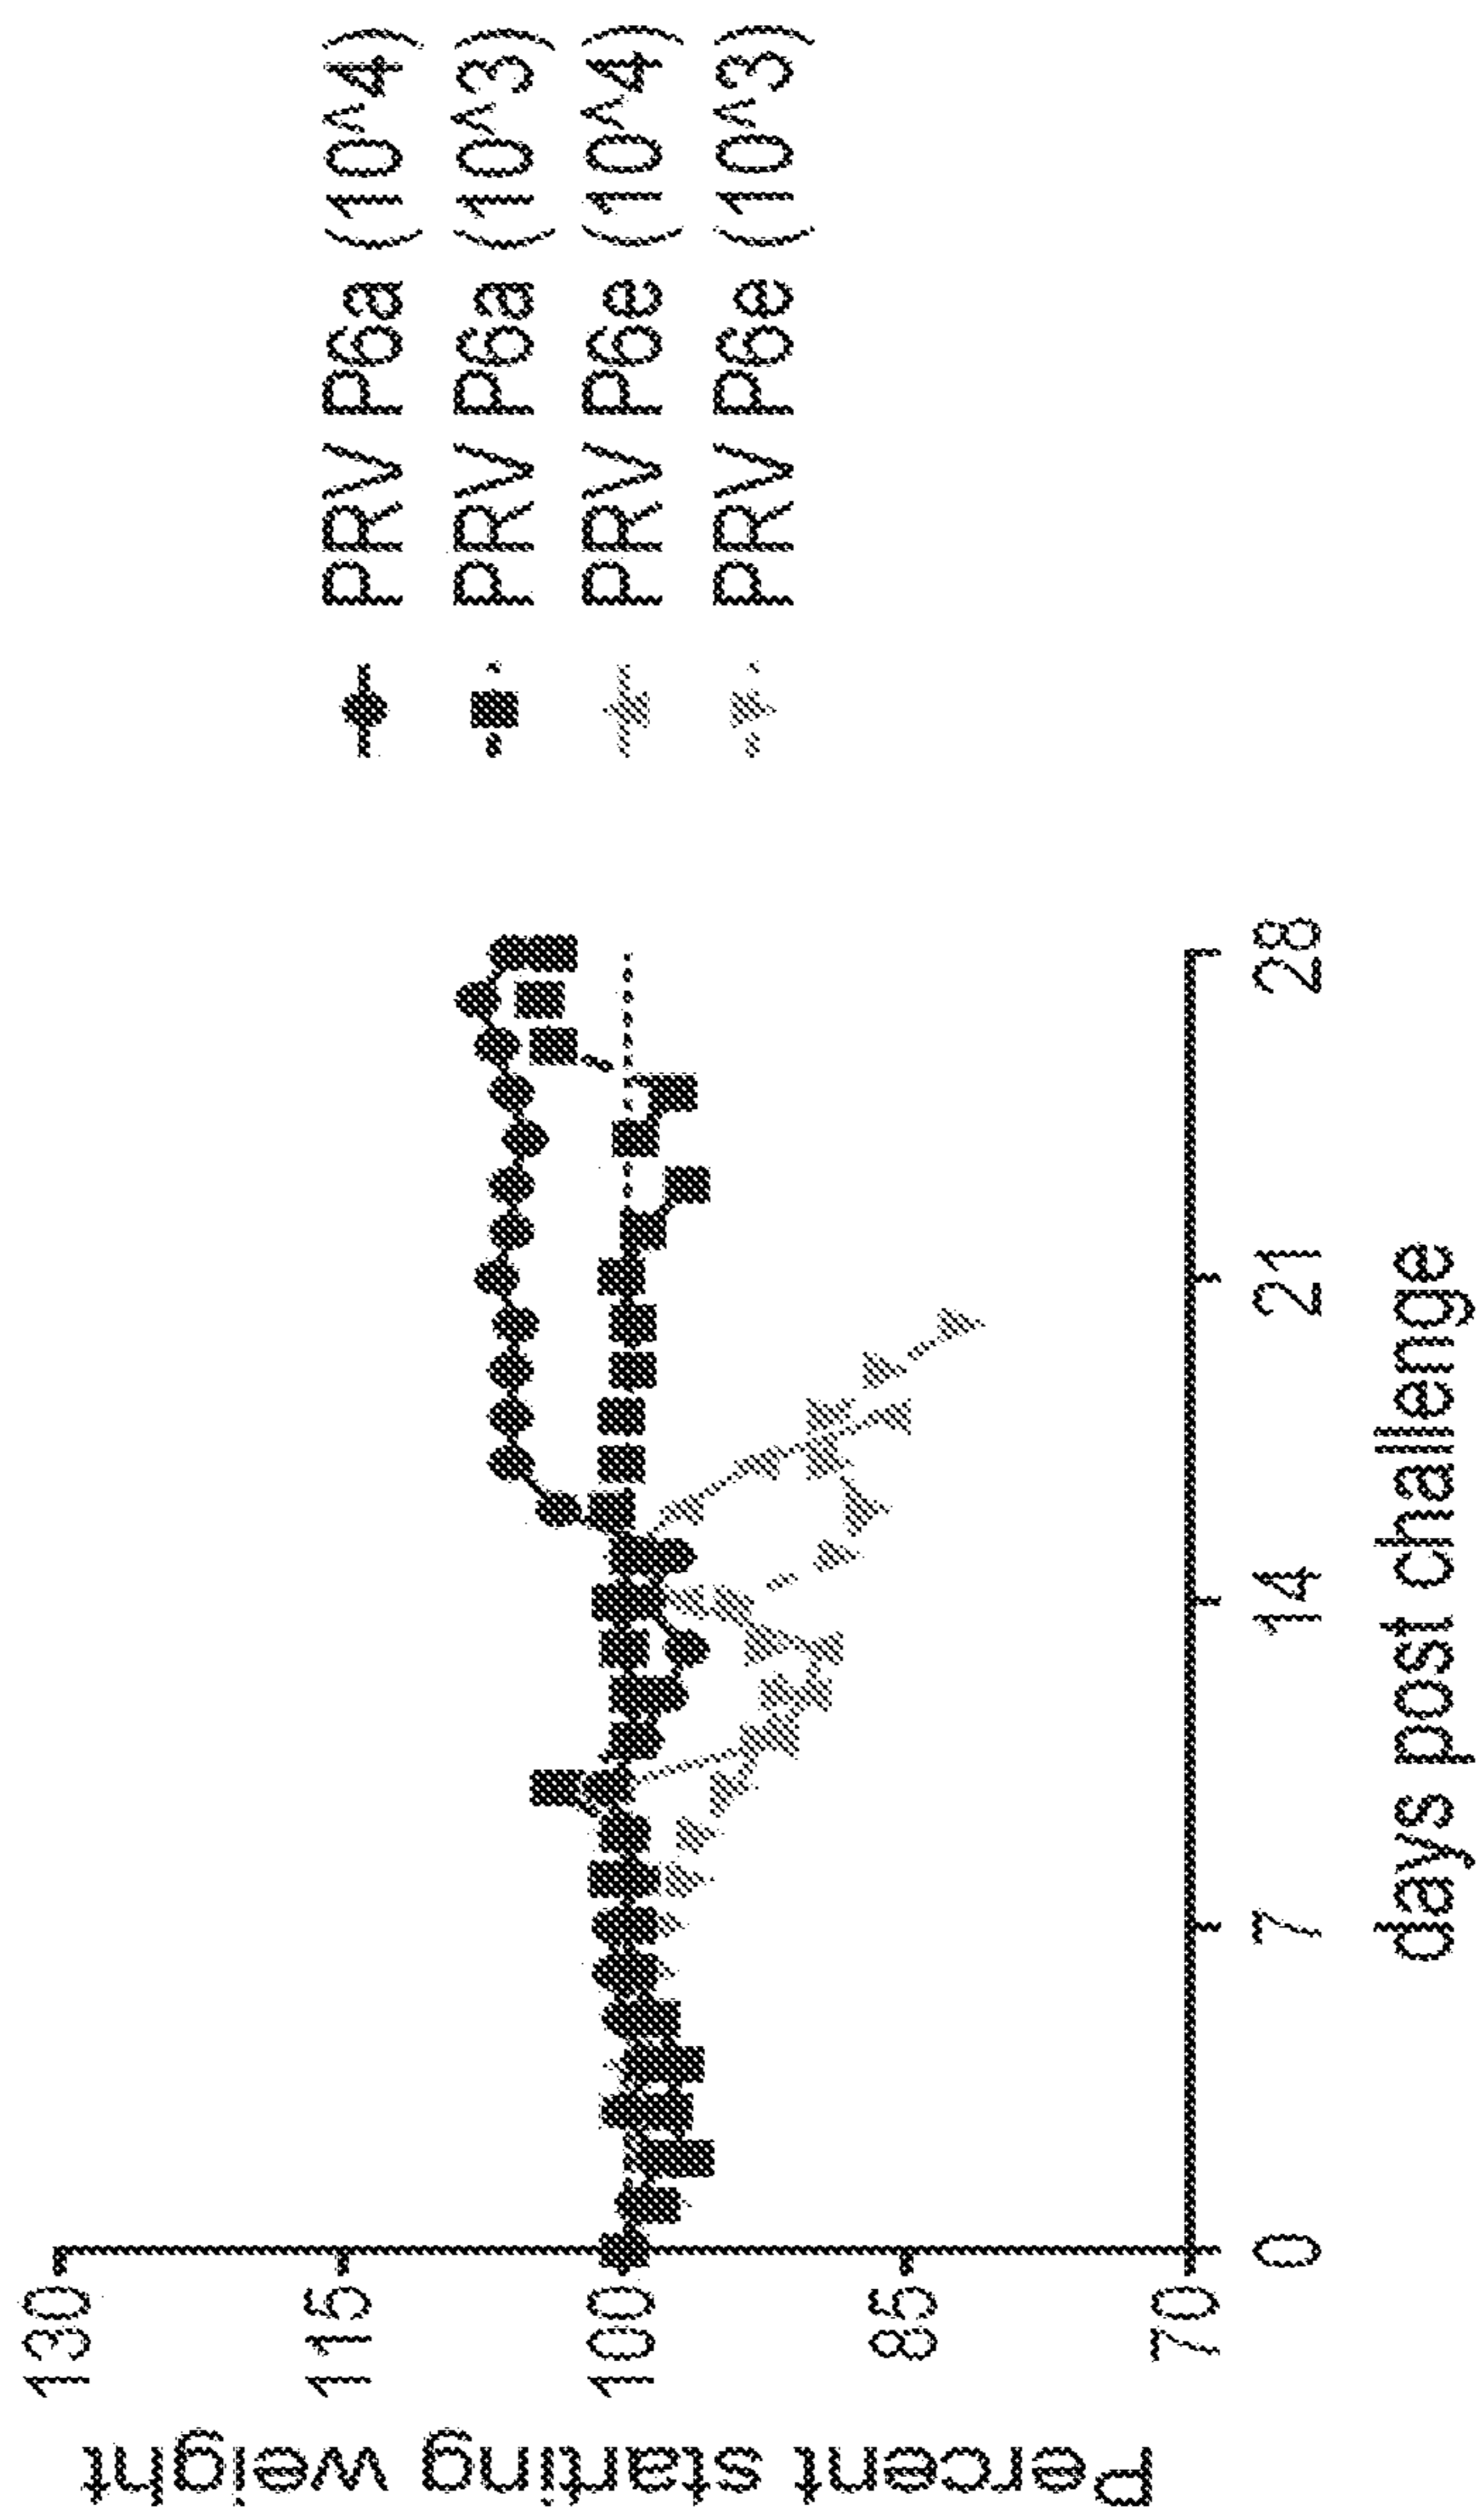 Percent starting weight
130
115
100
85
70
0
7
14
21
28
days post challenge
PRV P6a (10^4)
PRV P6a (10^3)
PRV P6e (10^4)
PRV P6e (10^3)